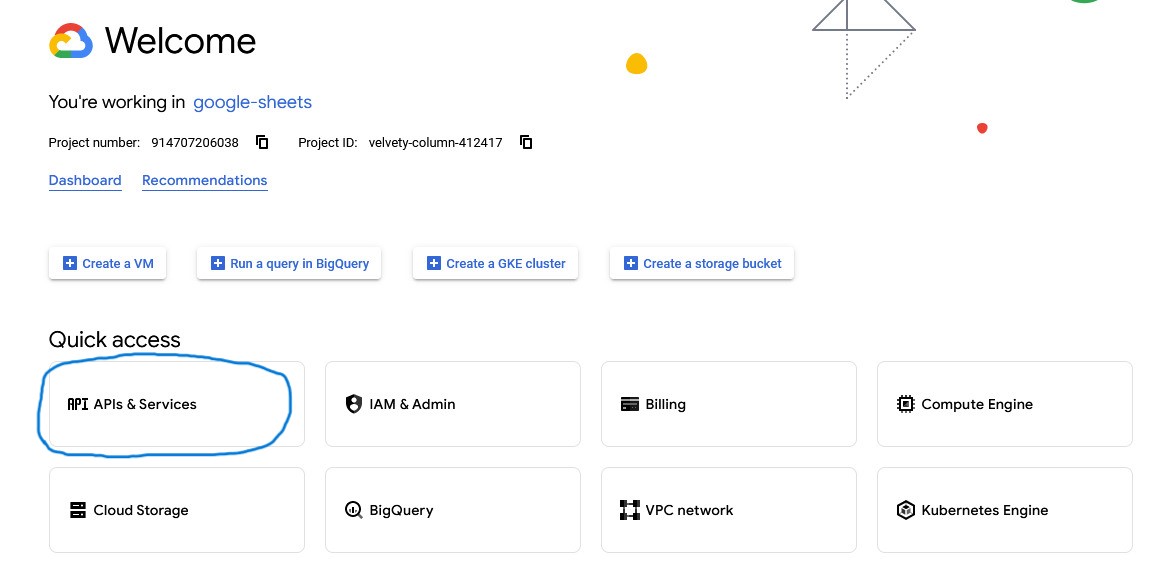 Welcome
You're working in google-sheets
Project number: 914707206038 Project ID: velvety-column-412417
Dashboard Recommendations
Create a VM Run a query in BigQuery Create a GKE cluster Create a storage bucket
Quick access
API APIs & Services IAM & Admin Billing Compute Engine
Cloud Storage BigQuery VPC network Kubernetes Engine